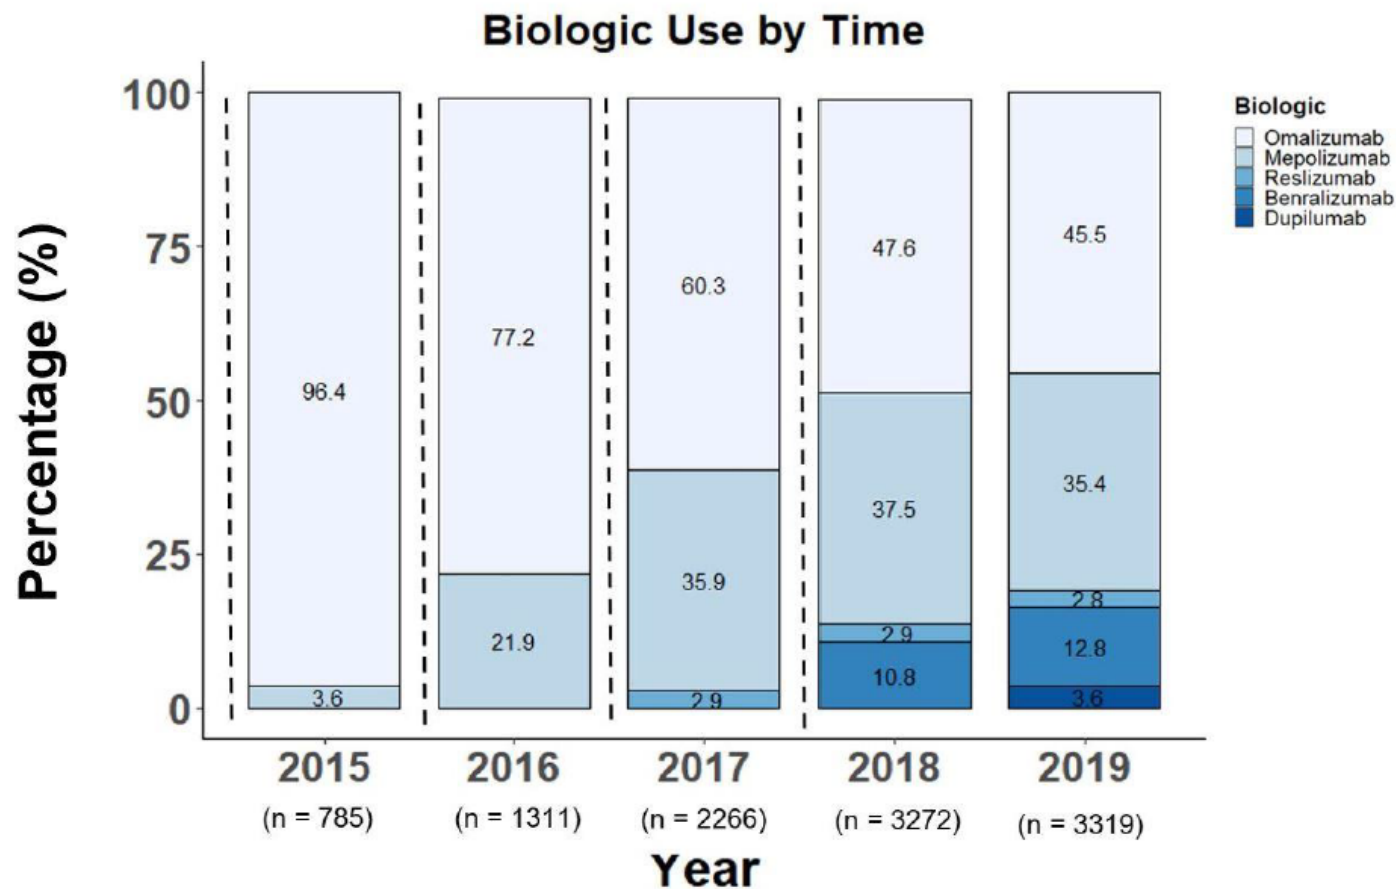 Biologic Use by Time
Percentage (%)
100
75
50
25
0
96.4
3.6
77.2
21.9
60.3
35.9
2.9
47.6
37.5
2.9
10.8
45.5
35.4
2.8
12.8
3.6
Biologic
Omalizumab
Mepolizumab
Reslizumab
Benralizumab
Dupilumab
2015 2016 2017 2018 2019
(n = 785) (n = 1311) (n = 2266) (n = 3272) (n = 3319)
Year